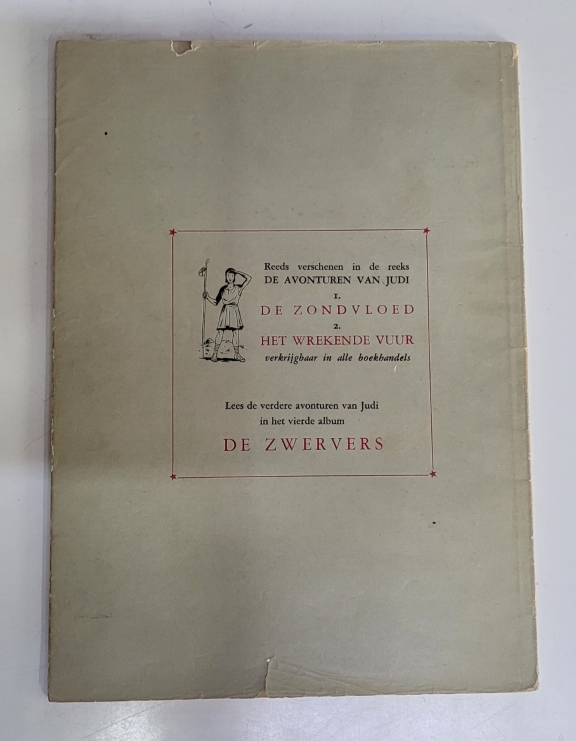 Reeds verschenen in de reeks
DE AVONTUREN VAN JUDI
1.
DE ZONDVLOED
2.
HET WREKENDE VUUR
verkrijgbaar in alle boekhandels
Lees de verdere avonturen van Judi
in het vierde album
DE ZWERVERS